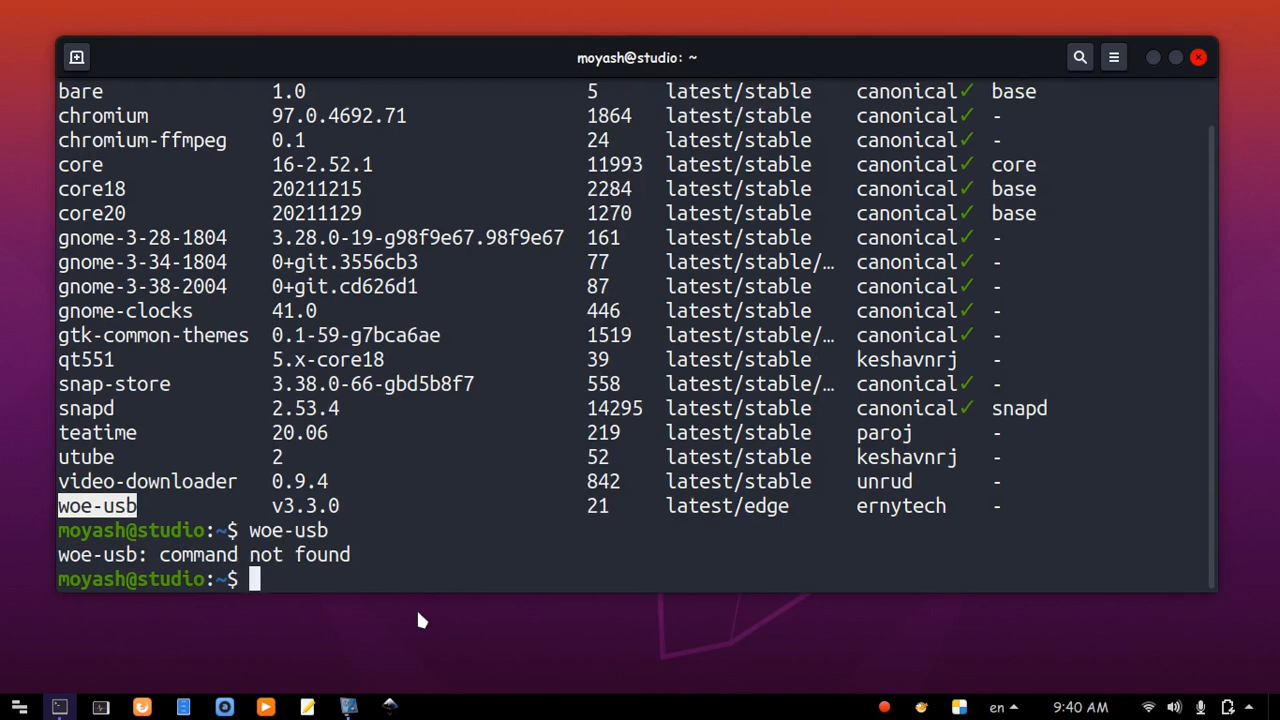 moyash@studio: ~
bare 1.0 5 latest/stable canonical✓ base
chromium 97.0.4692.71 1864 latest/stable canonical✓ -
chromium-ffmpeg 0.1 24 latest/stable canonical✓ -
core 16-2.52.1 11993 latest/stable canonical✓ core
core18 20211215 2284 latest/stable canonical✓ base
core20 20211129 1270 latest/stable canonical✓ base
gnome-3-28-1804 3.28.0-19-g98f9e67.98f9e67 161 latest/stable canonical✓ -
gnome-3-34-1804 0+git.3556cb3 77 latest/stable/… canonical✓ -
gnome-3-38-2004 0+git.cd626d1 87 latest/stable/… canonical✓ -
gnome-clocks 41.0 446 latest/stable canonical✓ -
gtk-common-themes 0.1-59-g7bca6ae 1519 latest/stable/… canonical✓ -
qt551 5.x-core18 39 latest/stable keshavnrj -
snap-store 3.38.0-66-gbd5b8f7 558 latest/stable/… canonical✓ -
snapd 2.53.4 14295 latest/stable canonical✓ snapd
teatime 20.06 219 latest/stable paroj -
utube 2 52 latest/stable keshavnrj -
video-downloader 0.9.4 842 latest/stable unrud -
woe-usb v3.3.0 21 latest/edge ernytech -
moyash@studio:~$ woe-usb
woe-usb: command not found
moyash@studio:~$
en 9:40 AM